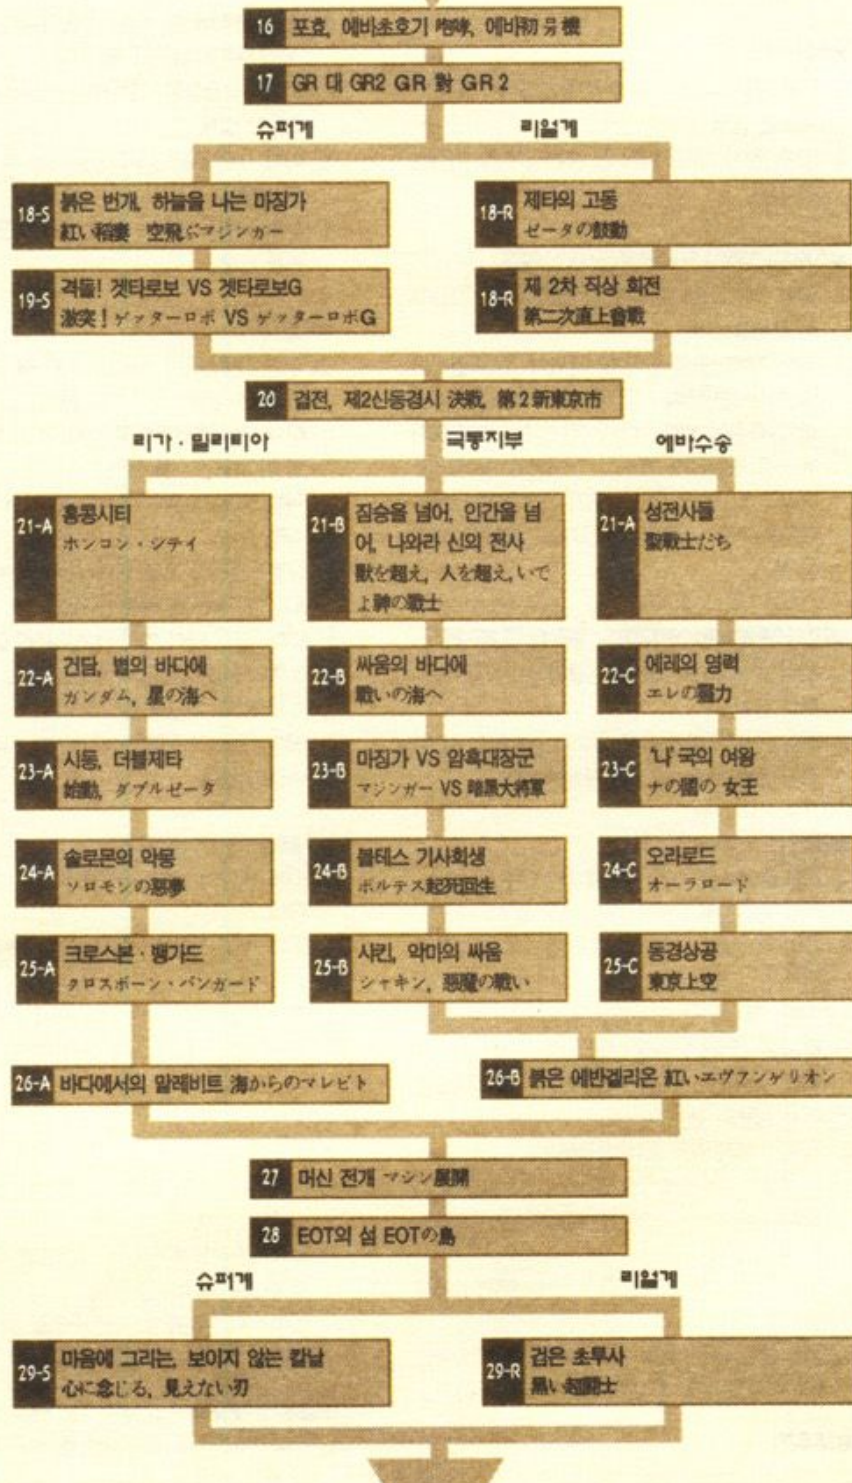 16 포효, 에바초호기 咆哮, 에바初号機
17 GR 대 GR2 GR 對 GR 2
슈퍼계 리얼계
18-S 붉은 번개, 하늘을 나는 마징가
紅い稲妻 空飛ぶマジンガー
18-R 제타의 고동
ゼータの鼓動
19-S 격돌! 겟타로보 VS 겟타로보G
激突!ゲッターロボ VS ゲッターロボG
18-R 제 2차 직상 회전
第二次直上會戰
20 결전, 제2신동경시 決戦, 第2新東京市
리가·밀리티아 극동지부 에바수송
21-A 홍콩시티
ホンコン・シティ
21-B 짐승을 넘어, 인간을 넘
어, 나와라 신의 전사
獸を超え, 人を超え, いで
よ神の戰士
21-A 성전사들
聖戰士だち
22-A 건담, 별의 바다에
ガンダム, 星の海へ
22-B 싸움의 바다에
戰いの海へ
22-C 에레의 영력
エレの靈力
23-A 시동, 더블제타
始動, ダブルゼータ
23-B 마징가 VS 암흑대장군
マジンガー VS 暗黑大將軍
23-C '나' 국의 여왕
ナの國の 女王
24-A 솔로몬의 악몽
ソロモンの惡夢
24-B 볼테스 기사회생
ボルテス起死回生
24-C 오라로드
オーラロード
25-A 크로스본·뱅가드
クロスボーン・バンガード
25-B 샤킨, 악마의 싸움
シャキン, 惡魔の戰い
25-C 동경상공
東京上空
26-A 바다에서의 말레비트 海からのマレビト
26-B 붉은 에반겔리온 紅いエヴァンゲリオン
27 머신 전개 マシン展開
28 EOT의 섬 EOTの島
슈퍼계 리얼계
29-S 마음에 그리는, 보이지 않는 칼날
心に念じる, 見えない刃
29-R 검은 초투사
黒い超鬪士